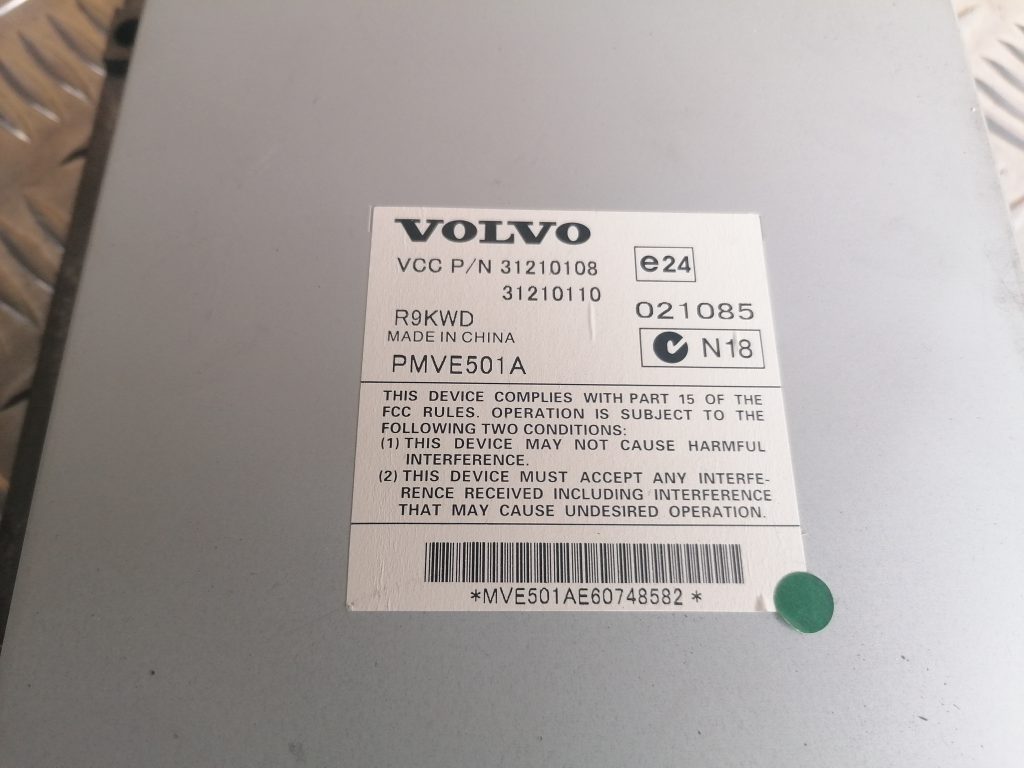 VOLVO
VCC P/N 31210108
31210110
e24
021085
R9KWD
MADE IN CHINA
N18
PMVE501A
THIS DEVICE COMPLIES WITH PART 15 OF THE
FCC RULES. OPERATION IS SUBJECT TO THE
FOLLOWING TWO CONDITIONS:
(1) THIS DEVICE MAY NOT CAUSE HARMFUL
INTERFERENCE.
(2) THIS DEVICE MUST ACCEPT ANY INTERFE-
RENCE RECEIVED INCLUDING INTERFERENCE
THAT MAY CAUSE UNDESIRED OPERATION.
*MVE501AE60748582 *